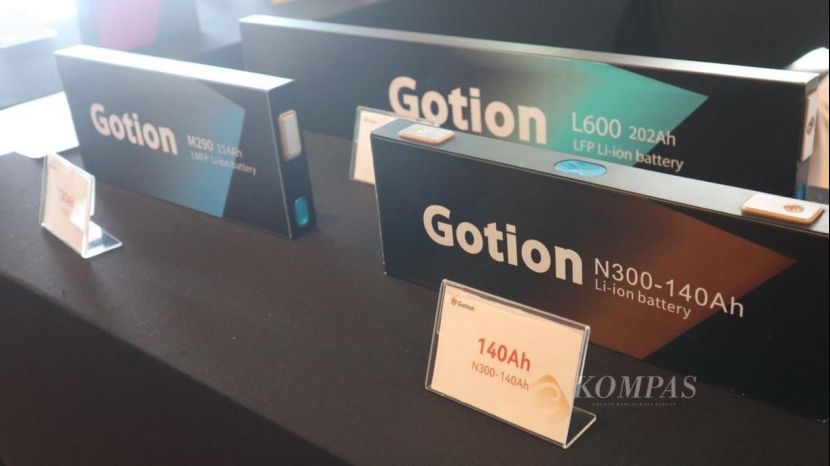 Gotion
M290 114Ah
LMFP Li-ion battery
Gotion
L600 202Ah
LFP Li-ion battery
Gotion
N300-140Ah
Li-ion battery
Gotion
140Ah
N300-140Ah
KOMPAS